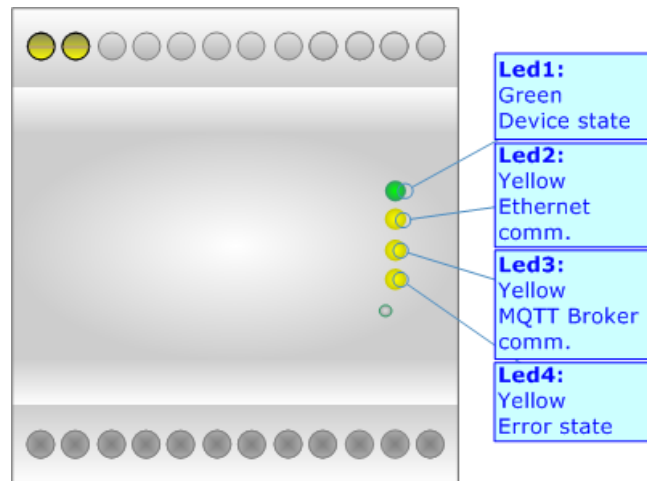 Led1:
Green
Device state
Led2:
Yellow
Ethernet
comm.
Led3:
Yellow
MQTT Broker
comm.
Led4:
Yellow
Error state